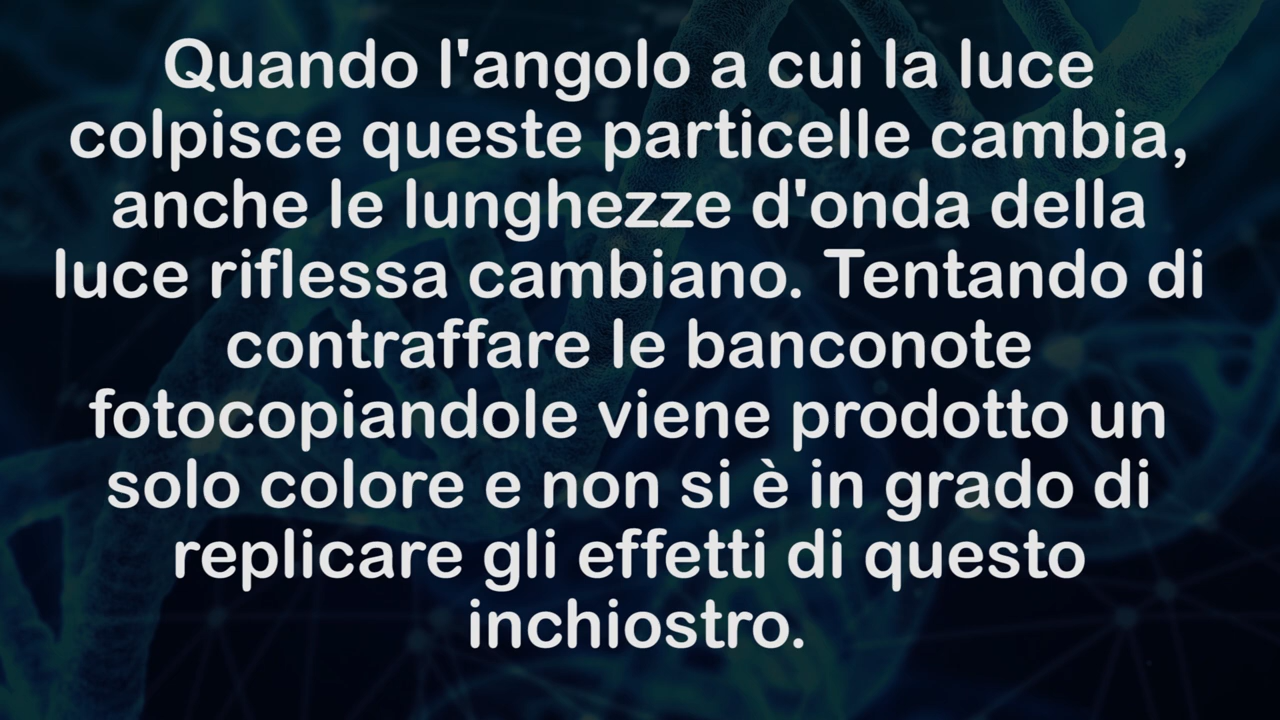 Quando l'angolo a cui la luce
colpisce queste particelle cambia,
anche le lunghezze d'onda della
luce riflessa cambiano. Tentando di
contraffare le banconote
fotocopiandole viene prodotto un
solo colore e non si è in grado di
replicare gli effetti di questo
inchiostro.